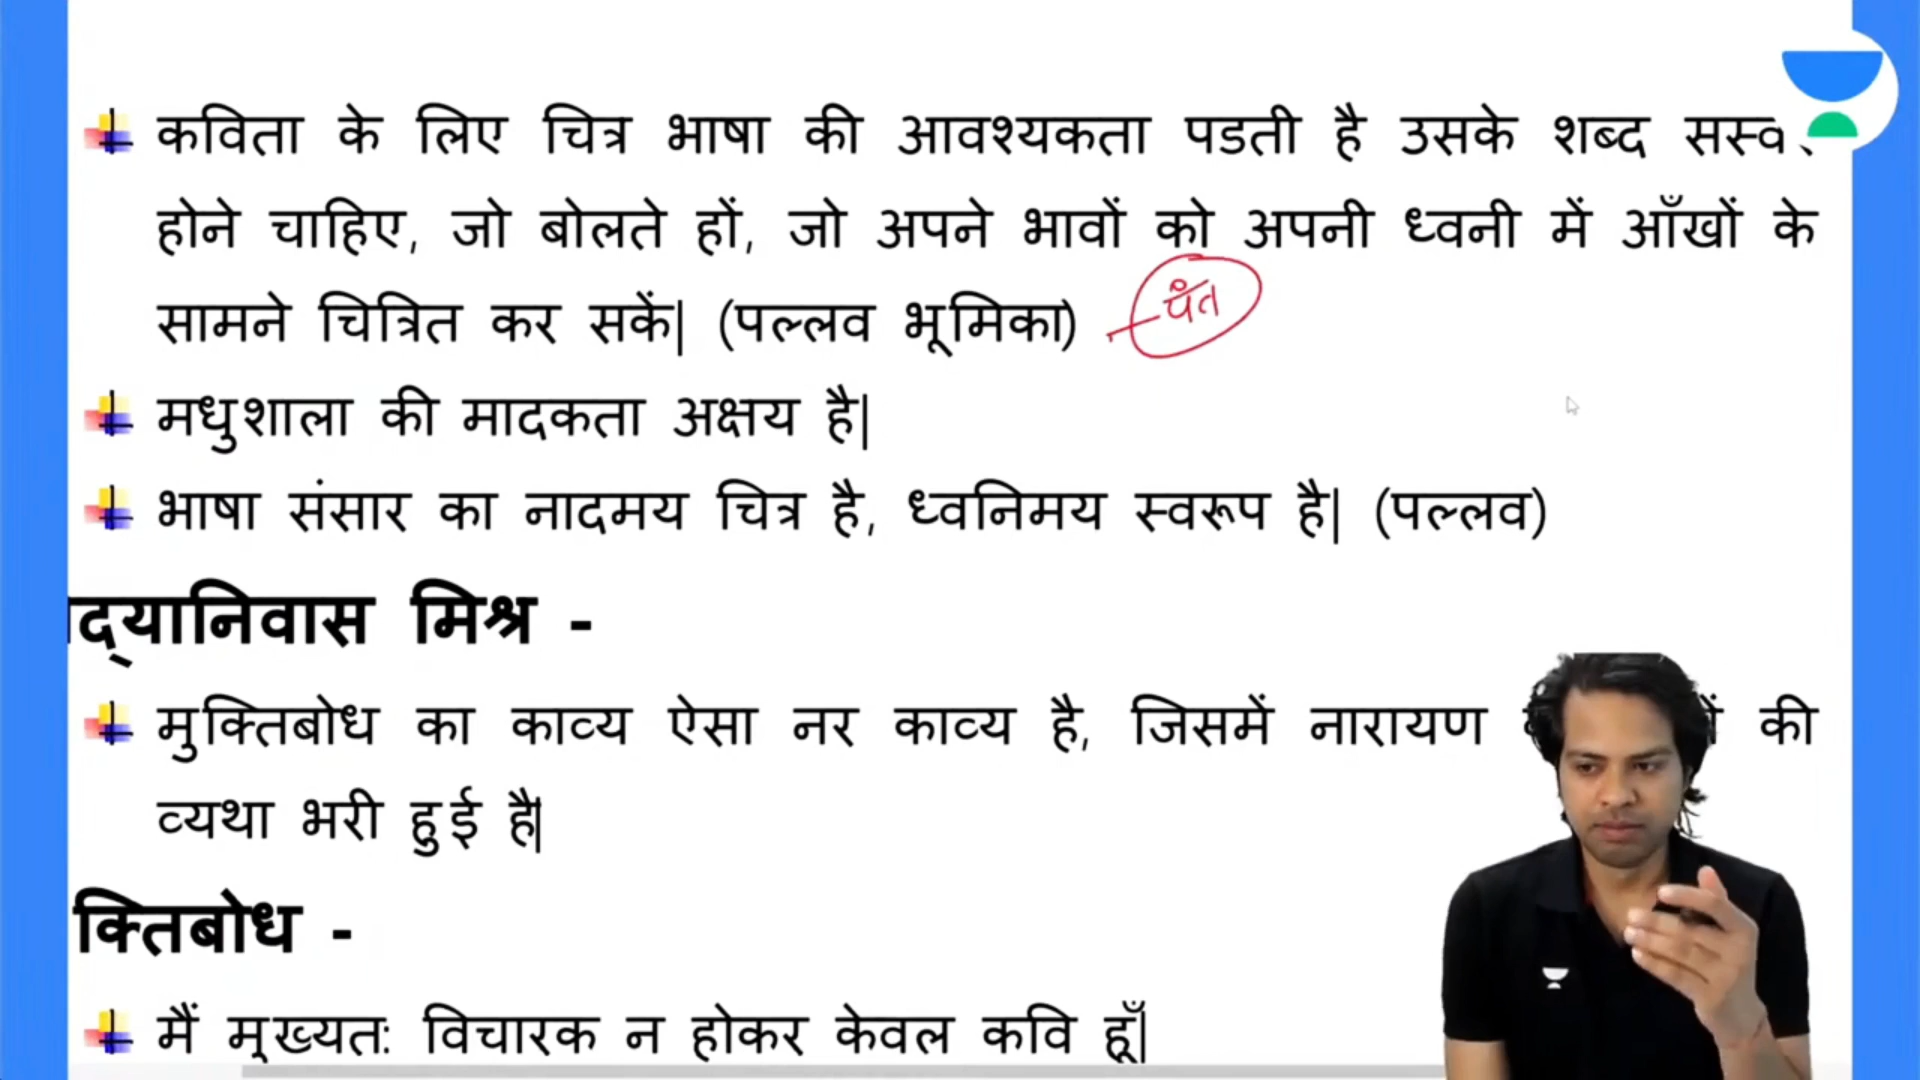 कविता के लिए चित्र भाषा की आवश्यकता पडती है उसके शब्द
होने चाहिए, जो बोलते हों, जो अपने भावों को अपनी ध्वनी में आँखों के
सामने चित्रित कर सकें| (पल्लव भूमिका) - पंत
मधुशाला की मादकता अक्षय है|
भाषा संसार का नादमय चित्र है, ध्वनिमय स्वरूप है| (पल्लव)
मिश्र -
मुक्तिबोध का काव्य ऐसा नर काव्य है, जिसमें नारायण की
व्यथा भरी हुई है|
क्तिबोध -
मैं मुख्यत: विचारक न होकर केवल कवि हूँ|